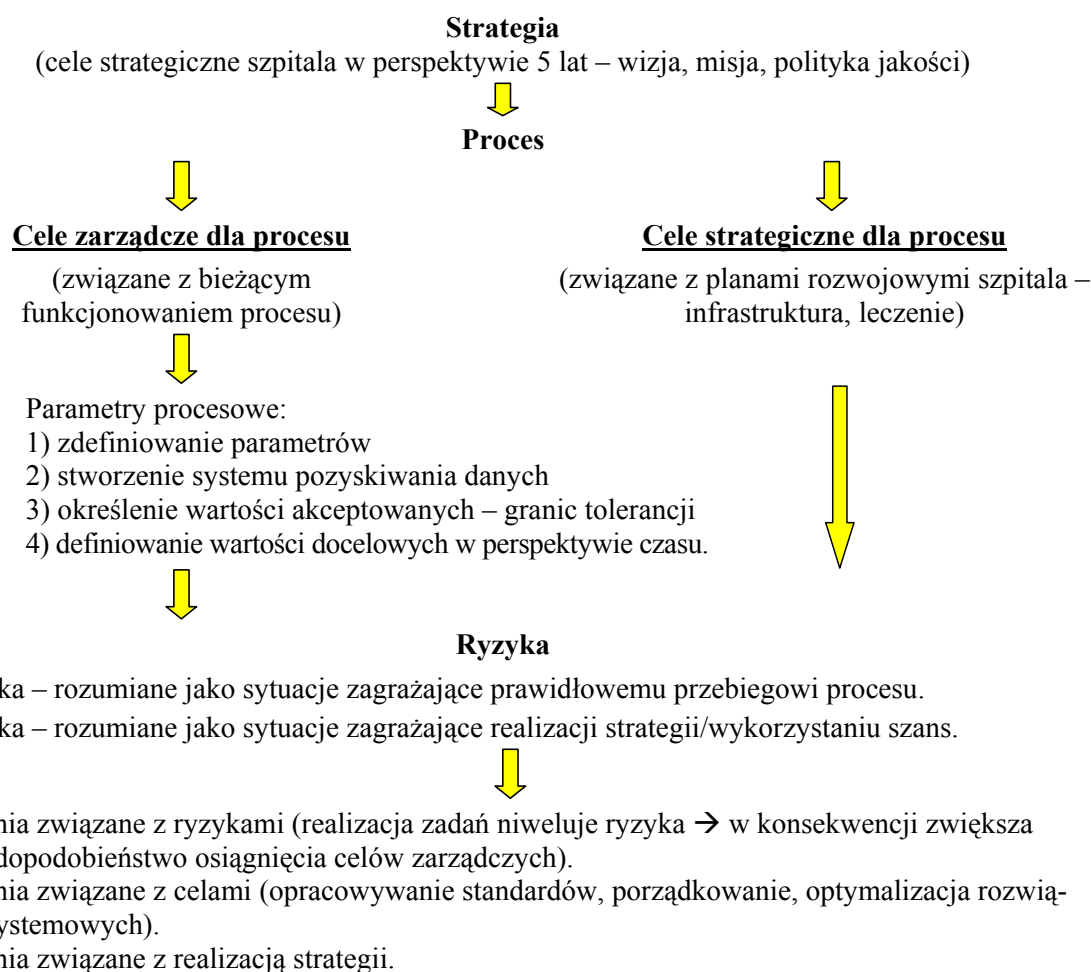 Strategia
(cele strategiczne szpitala w perspektywie 5 lat – wizja, misja, polityka jakości)
Proces
Cele zarządcze dla procesu
(związane z bieżącym
funkcjonowaniem procesu)
Cele strategiczne dla procesu
(związane z planami rozwojowymi szpitala –
infrastruktura, leczenie)
Parametry procesowe:
1) zdefiniowanie parametrów
2) stworzenie systemu pozyskiwania danych
3) określenie wartości akceptowanych – granic tolerancji
4) definiowanie wartości docelowych w perspektywie czasu.
Ryzyka
ka – rozumiane jako sytuacje zagrażające prawidłowemu przebiegowi procesu.
ka – rozumiane jako sytuacje zagrażające realizacji strategii/wykorzystaniu szans.
nia związane z ryzykami (realizacja zadań niweluje ryzyka → w konsekwencji zwiększa
dopodobieństwo osiągnięcia celów zarządczych).
nia związane z celami (opracowywanie standardów, porządkowanie, optymalizacja rozwią-
ystemowych).
nia związane z realizacją strategii.